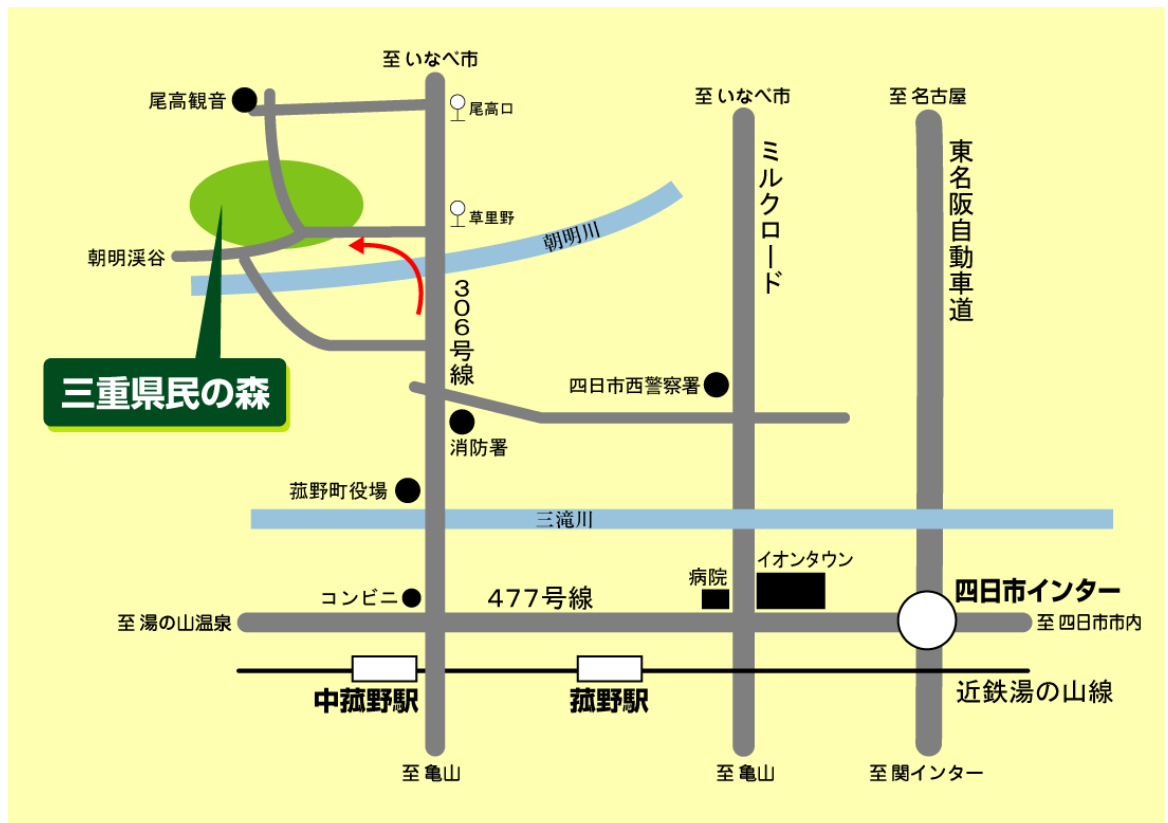 至 いなべ市
尾高観音
尾高口
至 いなべ市
至 名古屋
ミルクロード
東名阪自動車道
草里野
朝明川
朝明渓谷
306号線
三重県民の森
四日市西警察署
消防署
菰野町役場
三滝川
イオンタウン
病院
四日市インター
コンビニ
477号線
至 湯の山温泉
至 四日市市内
中菰野駅
菰野駅
近鉄湯の山線
至 亀山
至 亀山
至 関インター